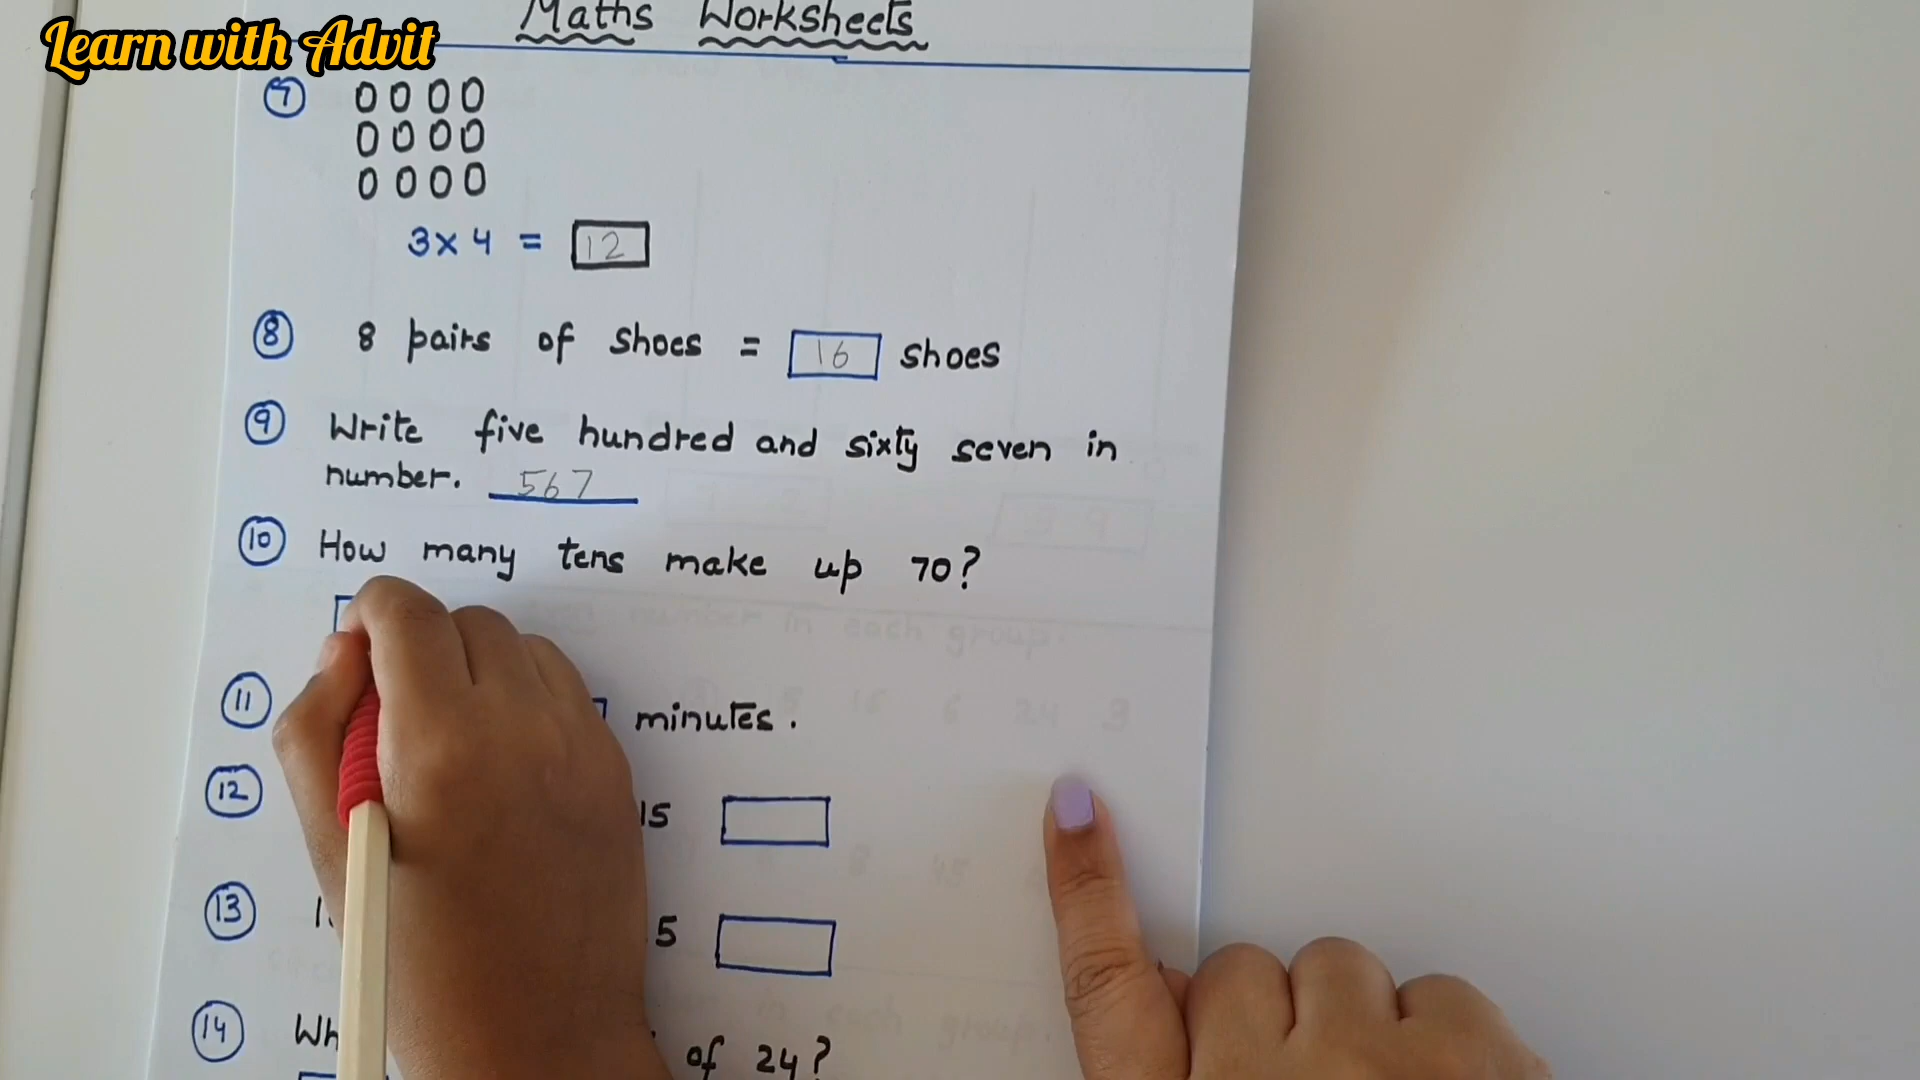 Learn with Advit
Maths Worksheets
7 0 0 0 0
0 0 0 0
0 0 0 0
3 x 4 = 12
8 8 pairs of shoes = 16 shoes
9 Write five hundred and sixty seven in
number. 567
10 How many tens make up 70?
11 minutes.
12 15
13 5
14 of 24?